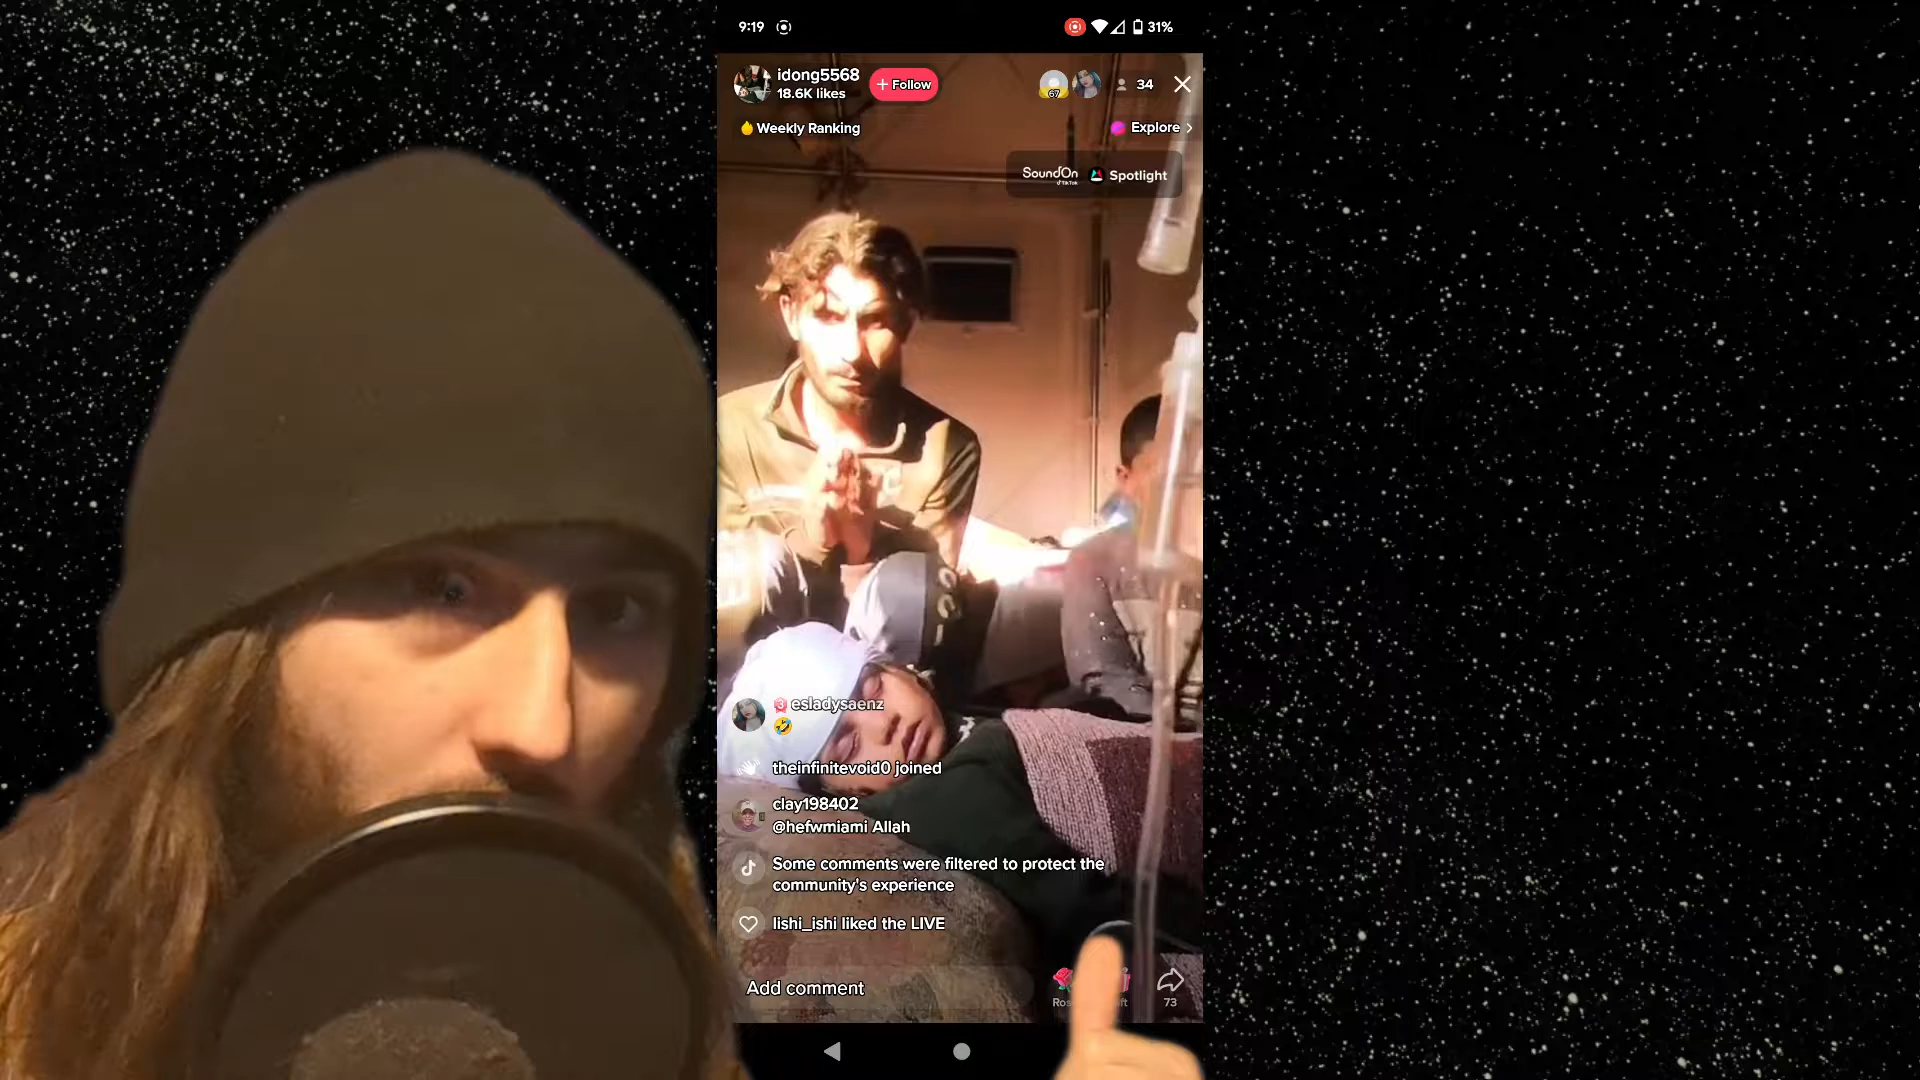 9:19
31%
idong5568
18.6K likes
+ Follow
67
34
Weekly Ranking
Explore >
SoundOn
Spotlight
3 esladysaenz
🤣
theinfinitevoid0 joined
clay198402
@hefwmiami Allah
Some comments were filtered to protect the
community's experience
lishi_ishi liked the LIVE
Add comment
73